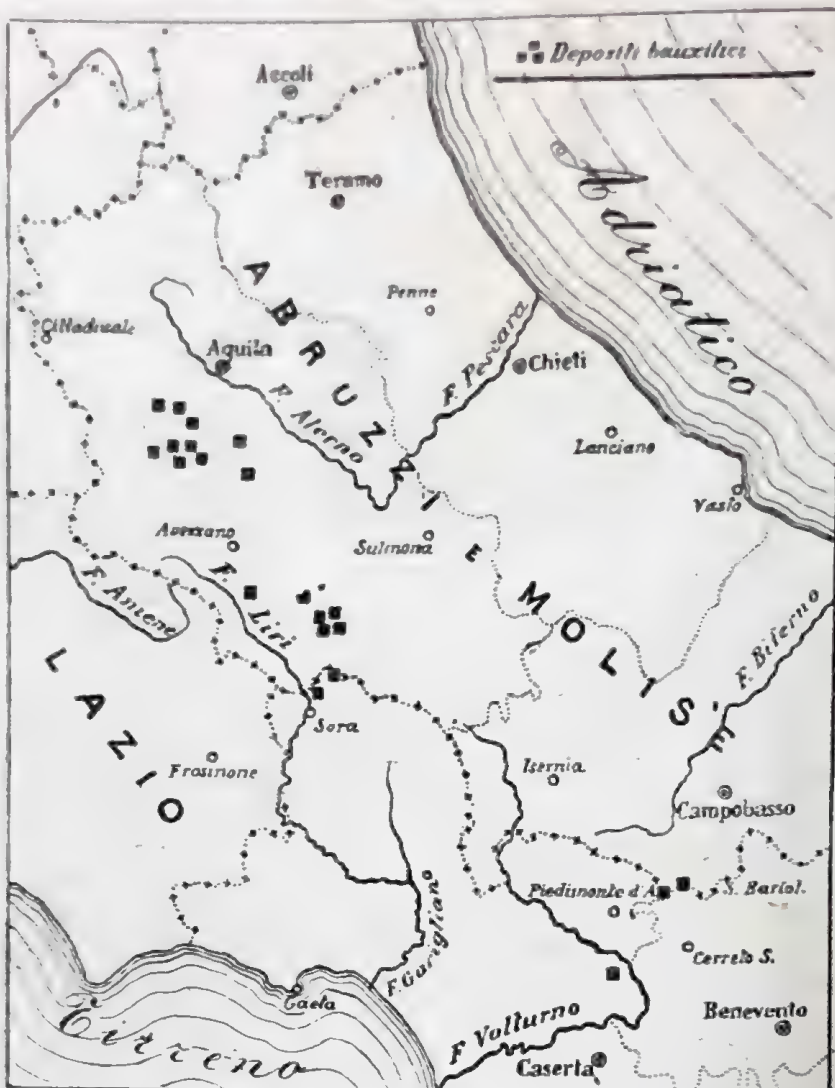 Depositi bauxitici
Ascoli
Adriatico
Teramo
ABRUZZI E MOLISE
Penne
Cittaducale
F. Pescara
Aquila
Chieti
F. Aterno
Lanciano
Vasto
Avezzano
Sulmona
F. Aniene
F. Liri
F. Biferno
LAZIO
Sora
Frosinone
Isernia
Campobasso
Piedimonte d'A.
S. Bartol.
F. Garigliano
Cerreto S.
Gaeta
Benevento
Tirreno
F. Volturno
Caserta